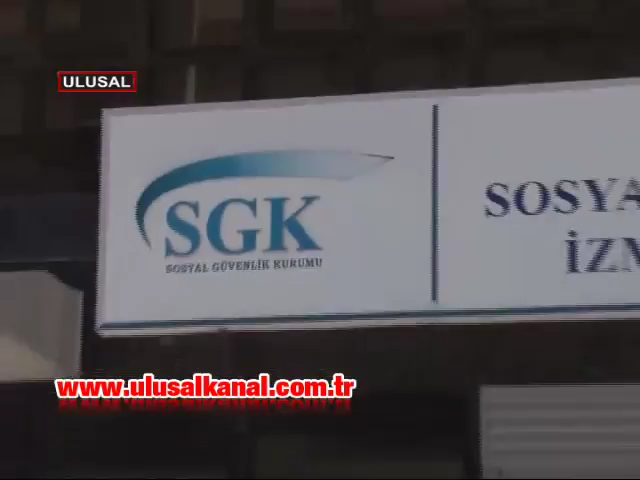 ULUSAL
SGK
SOSYAL GÜVENLİK KURUMU
SOSYA
İZM
www.ulusalkanal.com.tr